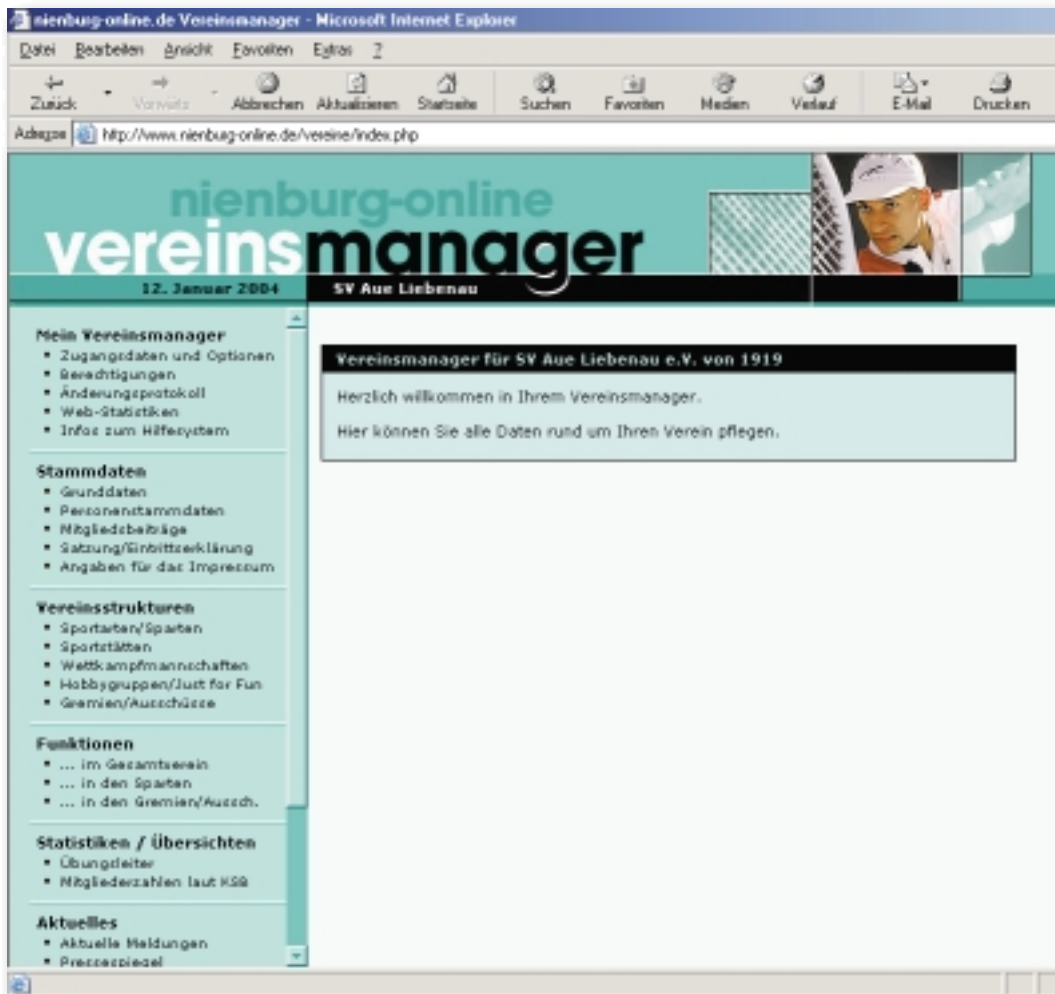 nienburg-online.de Vereinsmanager - Microsoft Internet Explorer
Datei Bearbeiten Ansicht Favoriten Extras ?
Zurück Vorwärts Abbrechen Aktualisieren Startseite Suchen Favoriten Medien Verlauf E-Mail Drucken
Adresse http://www.nienburg-online.de/vereine/index.php
nienburg-online
vereinsmanager
12. Januar 2004 SV Aue Liebenau
Mein Vereinsmanager
Zugangsdaten und Optionen
Berechtigungen
Änderungsprotokoll
Web-Statistiken
Infos zum Hilfesystem
Stammdaten
Grunddaten
Personenstammdaten
Mitgliedsbeiträge
Satzung/Eintrittserklärung
Angaben für das Impressum
Vereinsstrukturen
Sportarten/Sparten
Sportstätten
Wettkampfmannschaften
Hobbygruppen/Just for Fun
Gremien/Ausschüsse
Funktionen
... im Gesamtverein
... in den Sparten
... in den Gremien/Aussch.
Statistiken / Übersichten
Übungsleiter
Mitgliederzahlen laut KSB
Aktuelles
Aktuelle Meldungen
Pressespiegel
Vereinsmanager für SV Aue Liebenau e.V. von 1919
Herzlich willkommen in Ihrem Vereinsmanager.
Hier können Sie alle Daten rund um Ihren Verein pflegen.